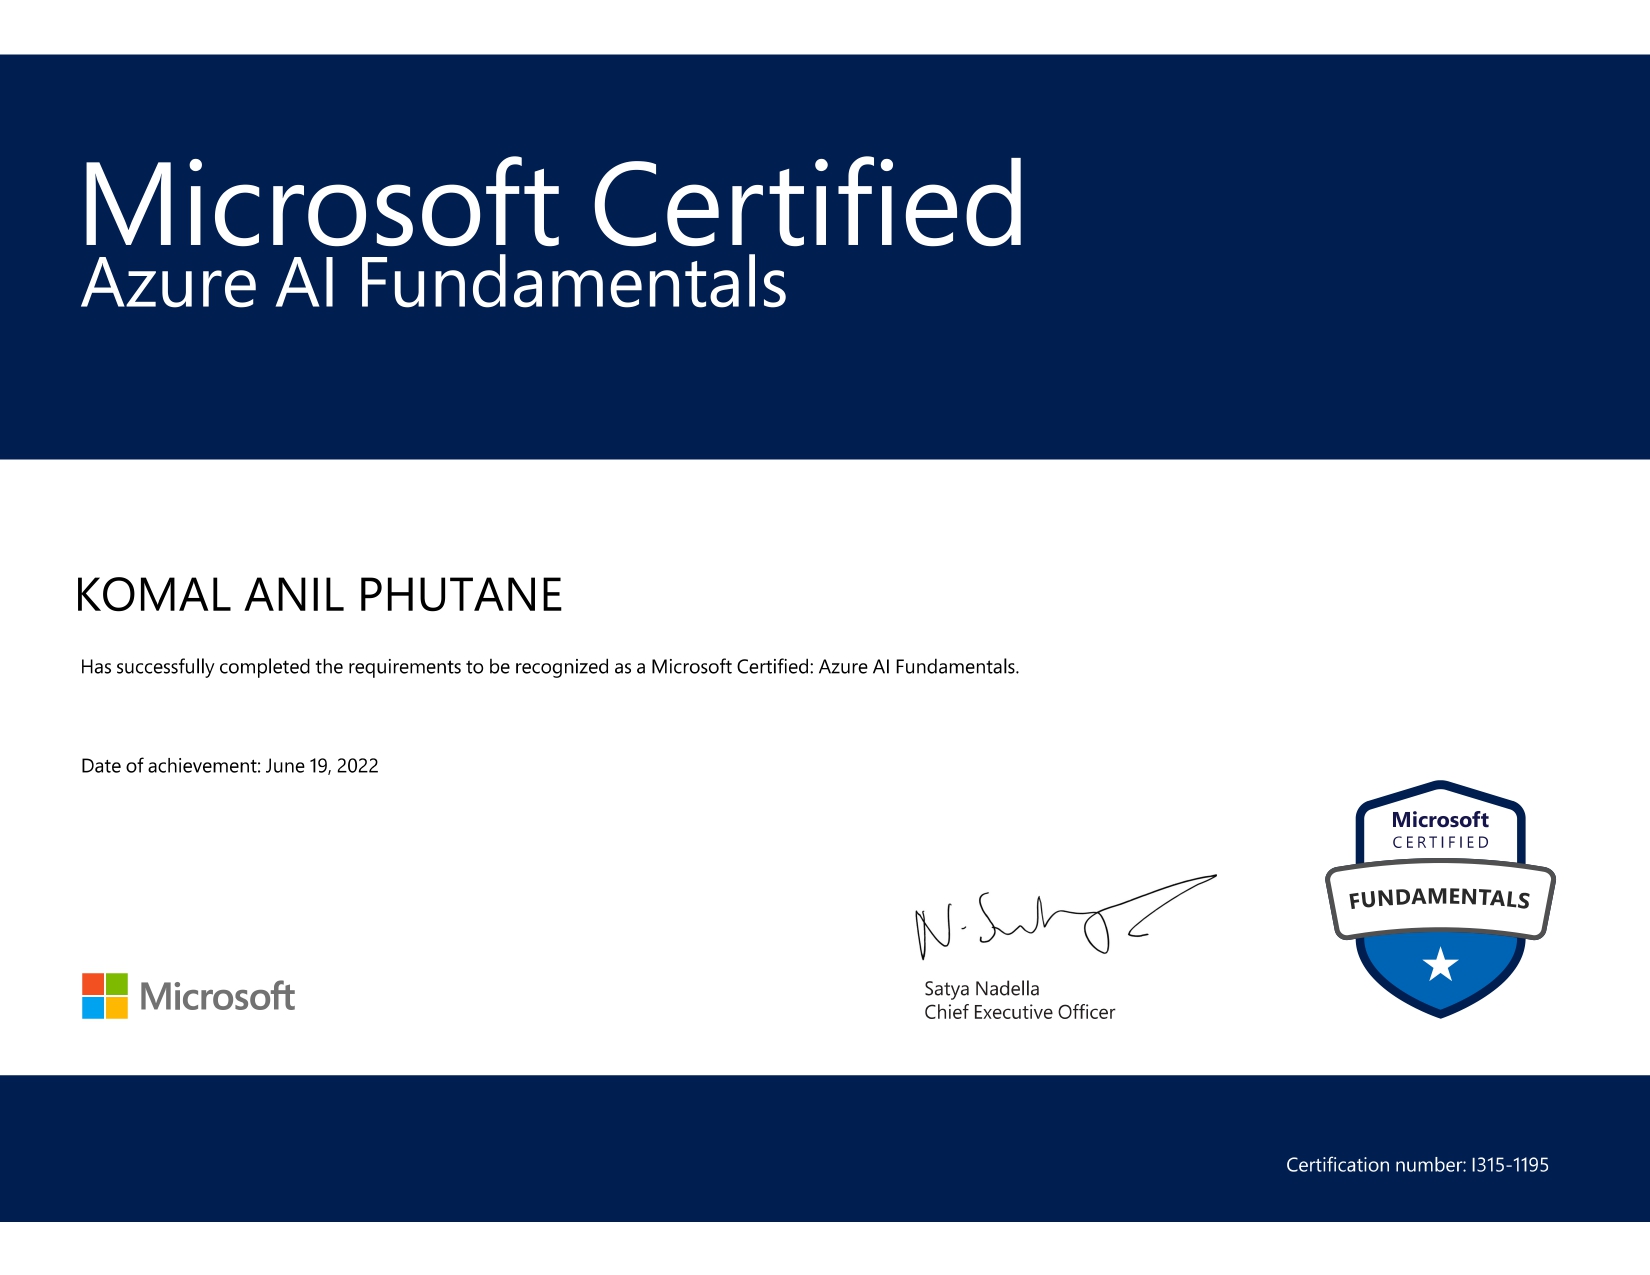 Microsoft Certified
Azure AI Fundamentals
KOMAL ANIL PHUTANE
Has successfully completed the requirements to be recognized as a Microsoft Certified: Azure AI Fundamentals.
Date of achievement: June 19, 2022
Microsoft
CERTIFIED
FUNDAMENTALS
Satya Nadella
Chief Executive Officer
Microsoft
Certification number: I315-1195